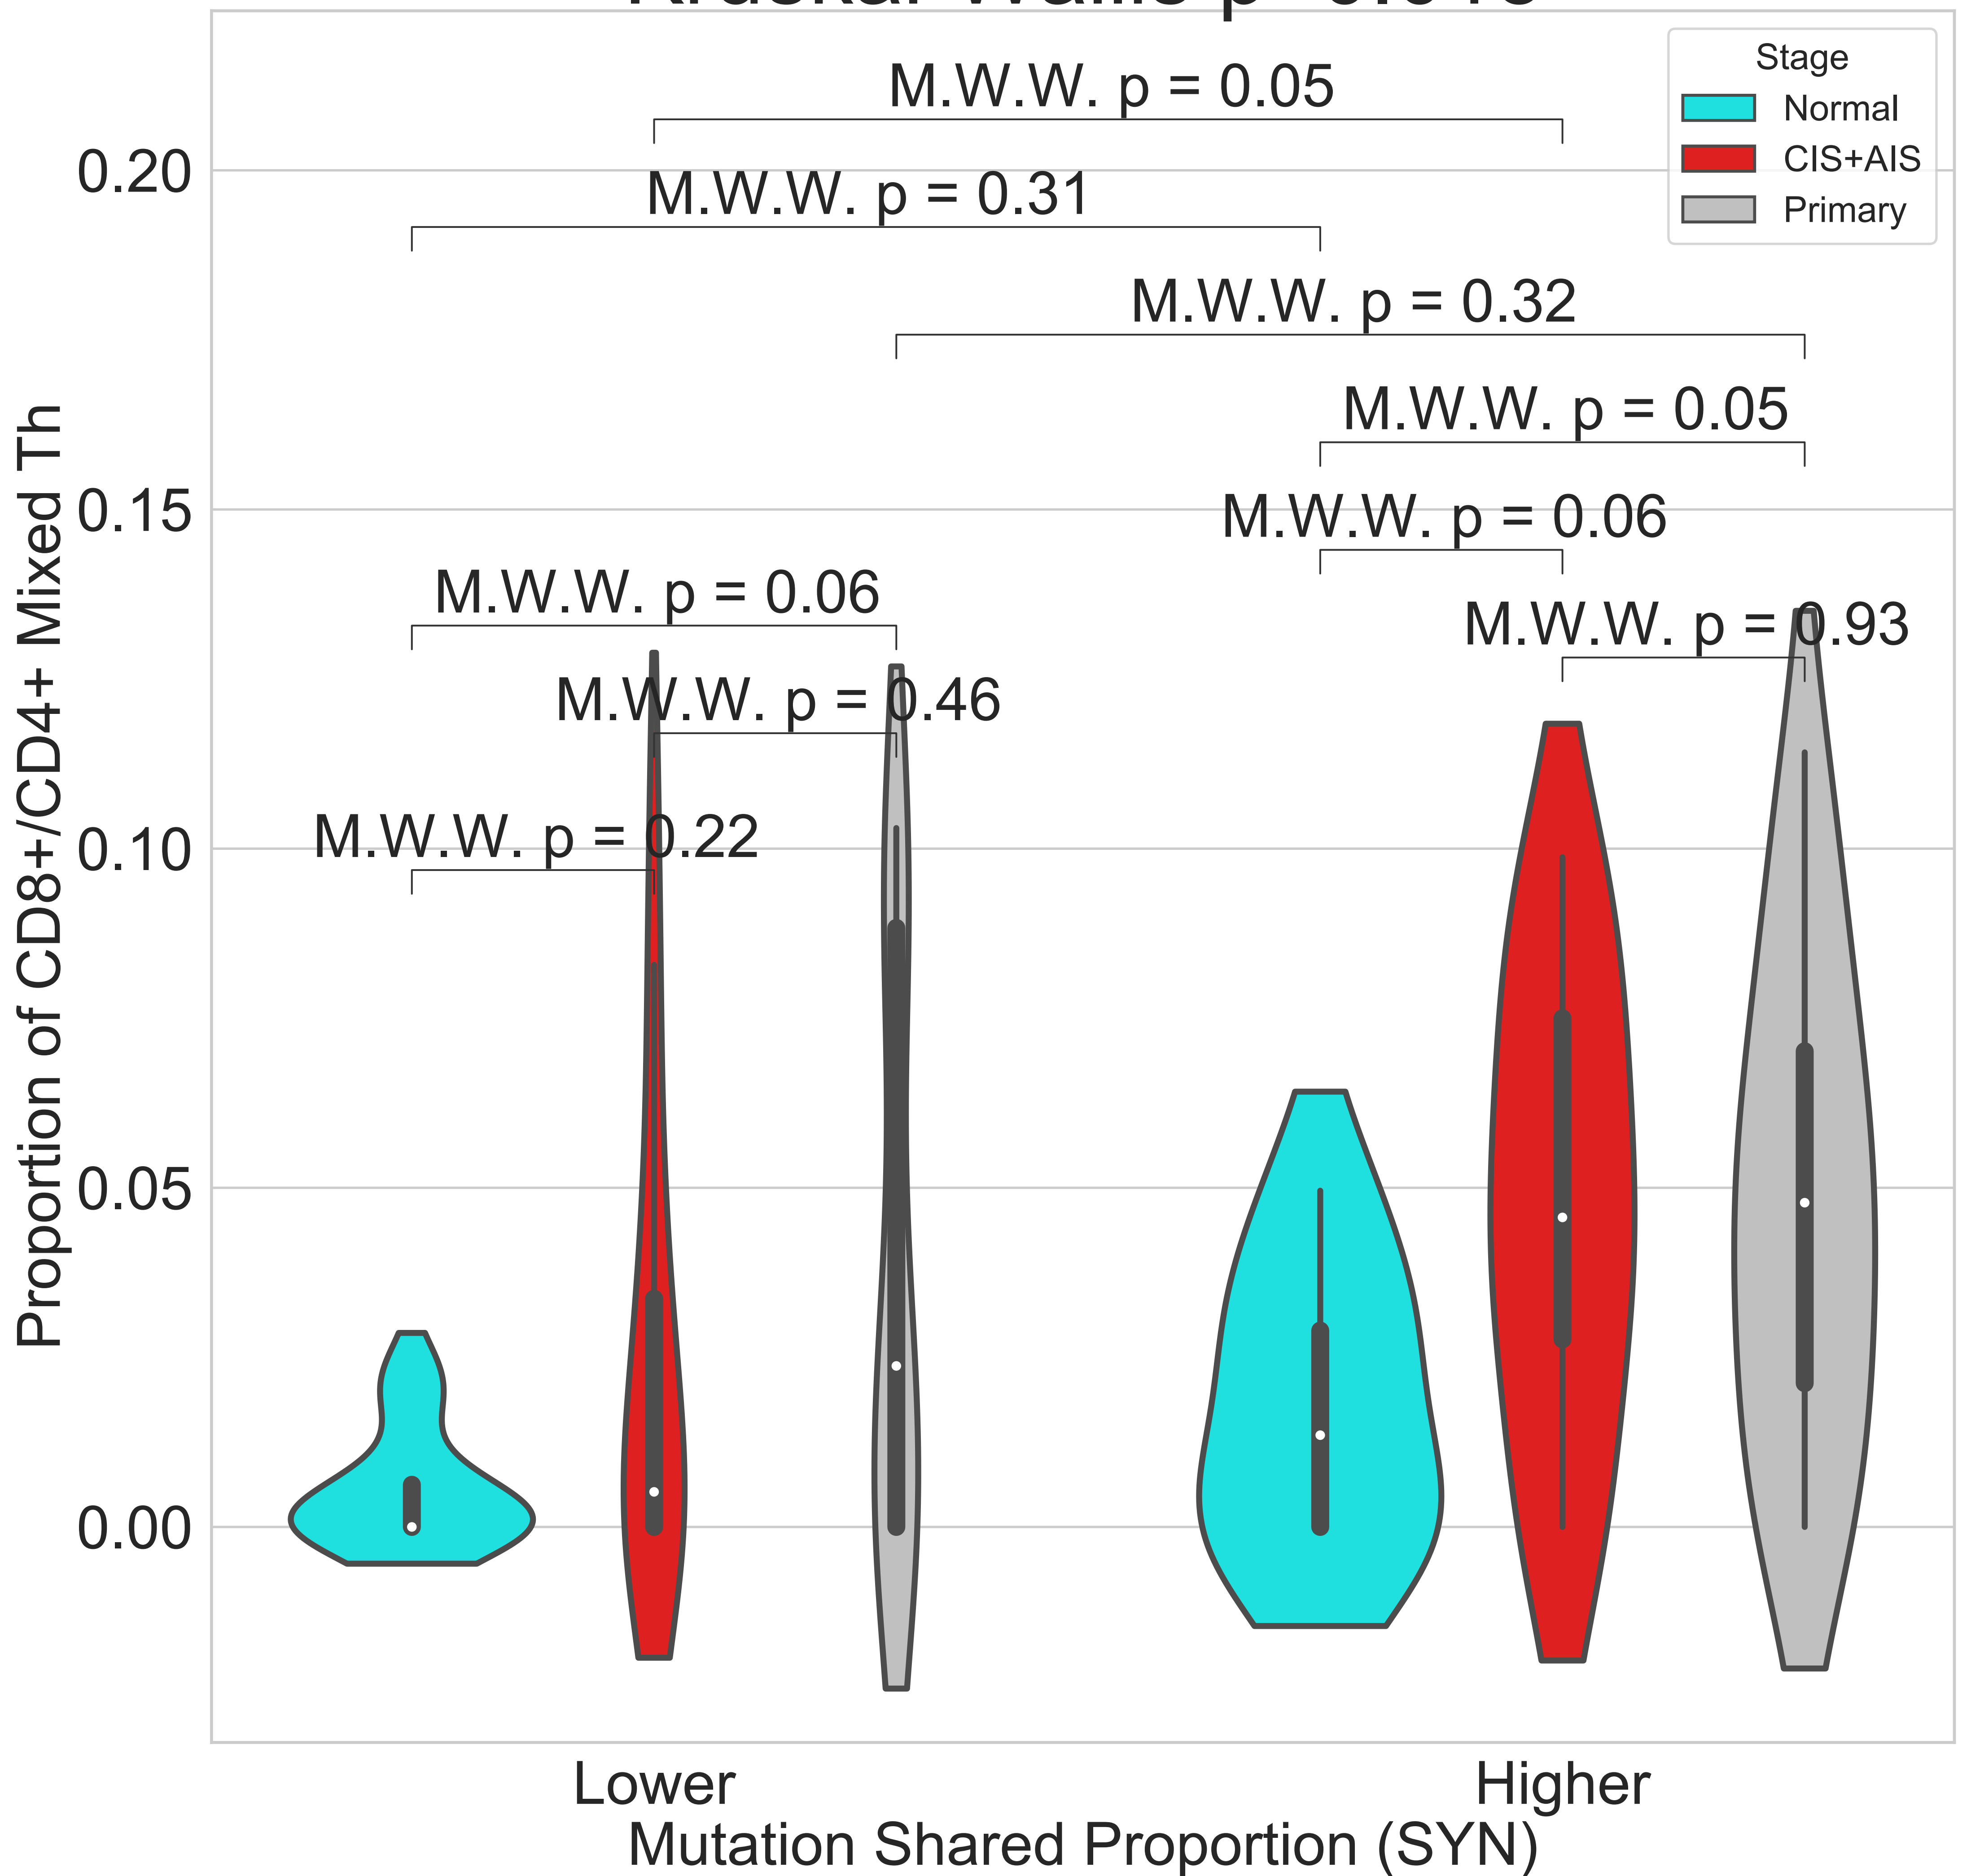 M.W.W. p = 0.05
M.W.W. p = 0.31
M.W.W. p = 0.32
M.W.W. p = 0.05
M.W.W. p = 0.06
M.W.W. p = 0.93
M.W.W. p = 0.06
M.W.W. p = 0.46
M.W.W. p = 0.22
Stage
Normal
CIS+AIS
Primary
Proportion of CD8+/CD4+ Mixed Th
0.20
0.15
0.10
0.05
0.00
Lower
Higher
Mutation Shared Proportion (SYN)